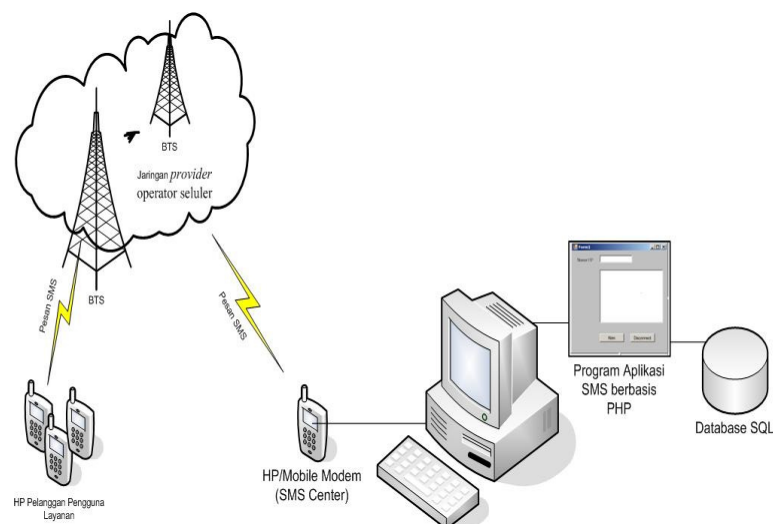 BTS
Jaringan provider
operator seluler
BTS
Pesan SMS
Pesan SMS
HP Pelanggan Pengguna
Layanan
HP/Mobile Modem
(SMS Center)
Program Aplikasi
SMS berbasis
PHP
Database SQL